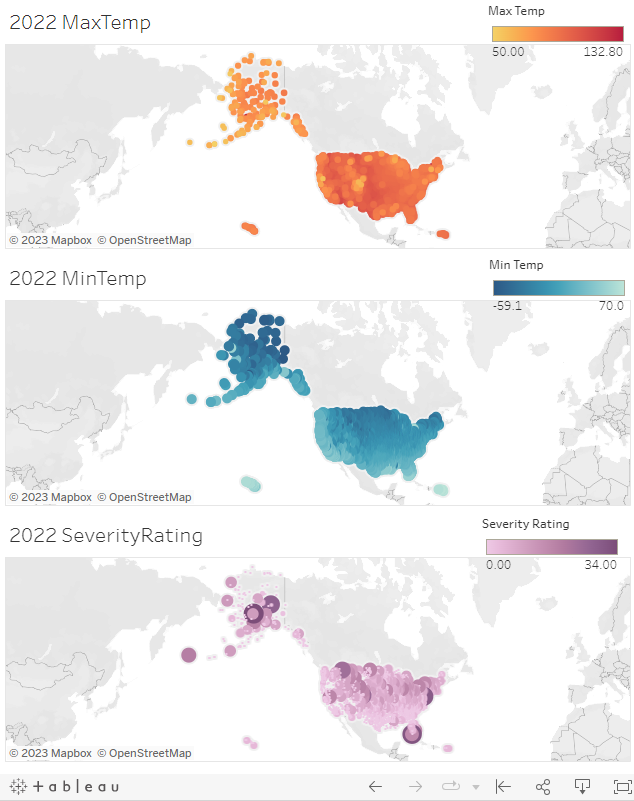 2022 MaxTemp
Max Temp
50.00 132.80
© 2023 Mapbox © OpenStreetMap
2022 MinTemp
Min Temp
-59.1 70.0
© 2023 Mapbox © OpenStreetMap
2022 SeverityRating
Severity Rating
0.00 34.00
© 2023 Mapbox © OpenStreetMap
+ableau